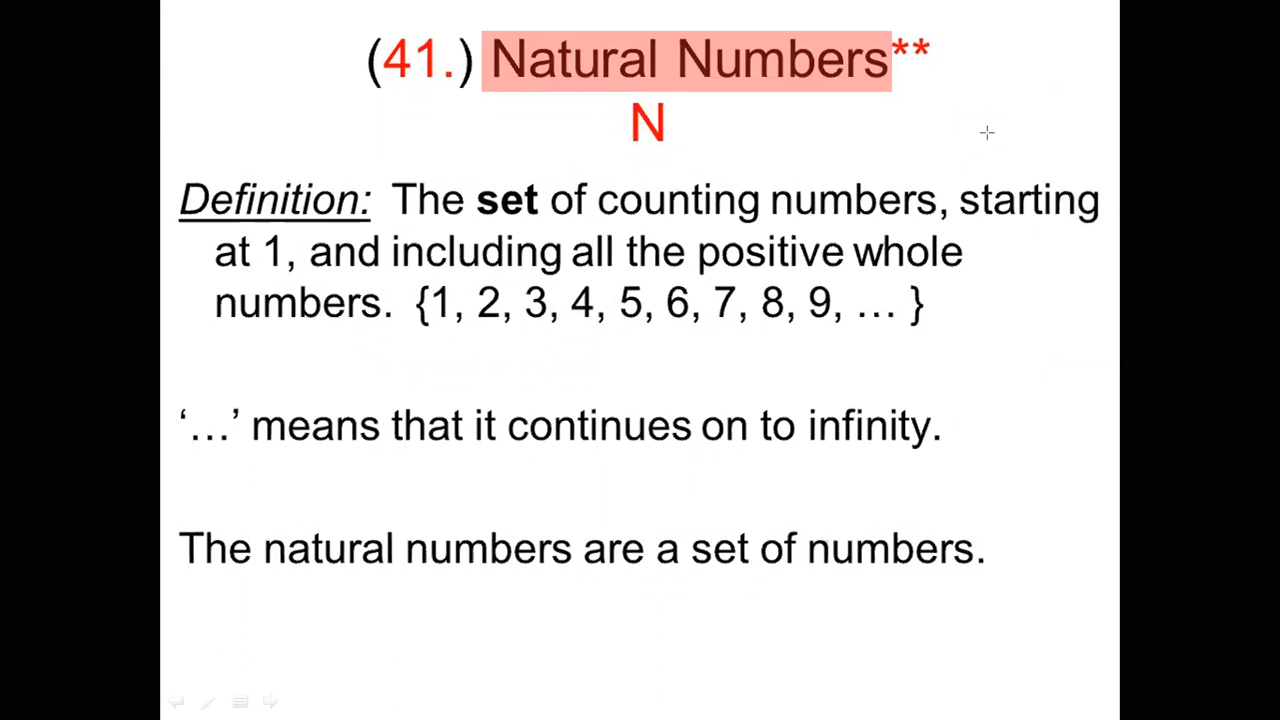 (41.) Natural Numbers**
N
Definition: The set of counting numbers, starting
at 1, and including all the positive whole
numbers. {1, 2, 3, 4, 5, 6, 7, 8, 9, … }
‘…’ means that it continues on to infinity.
The natural numbers are a set of numbers.